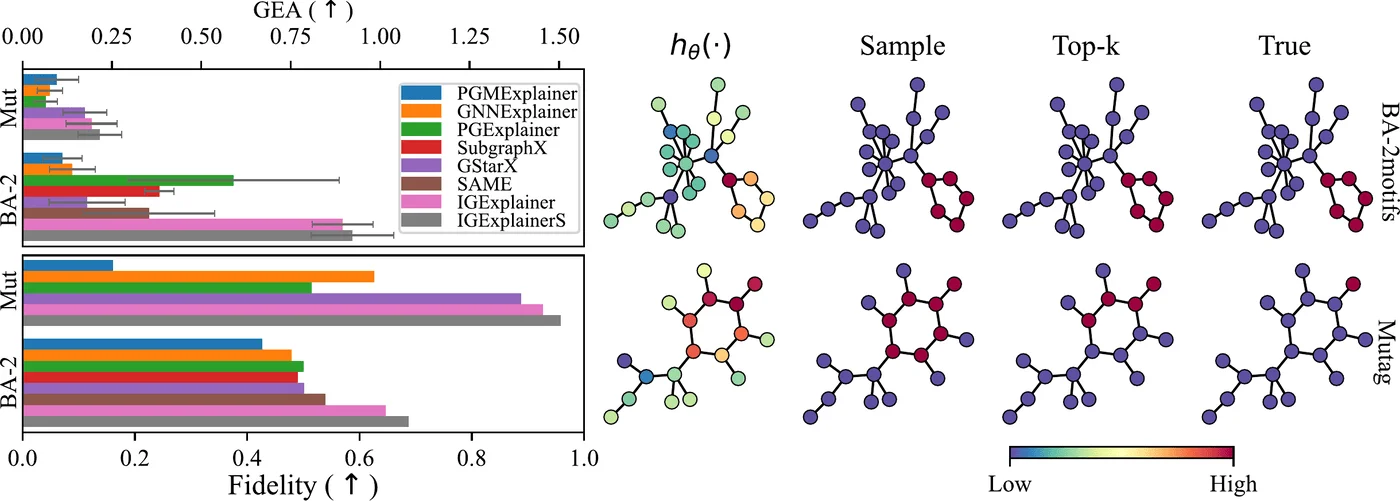 GEA ( ↑ )
0.00 0.25 0.50 0.75 1.00 1.25 1.50
Mut
BA-2
PGMExplainer
GNNExplainer
PGExplainer
SubgraphX
GStarX
SAME
IGExplainer
IGExplainerS
Mut
BA-2
0.0 0.2 0.4 0.6 0.8 1.0
Fidelity ( ↑ )
hθ(·) Sample Top-k True
BA-2motifs
Mutag
Low High